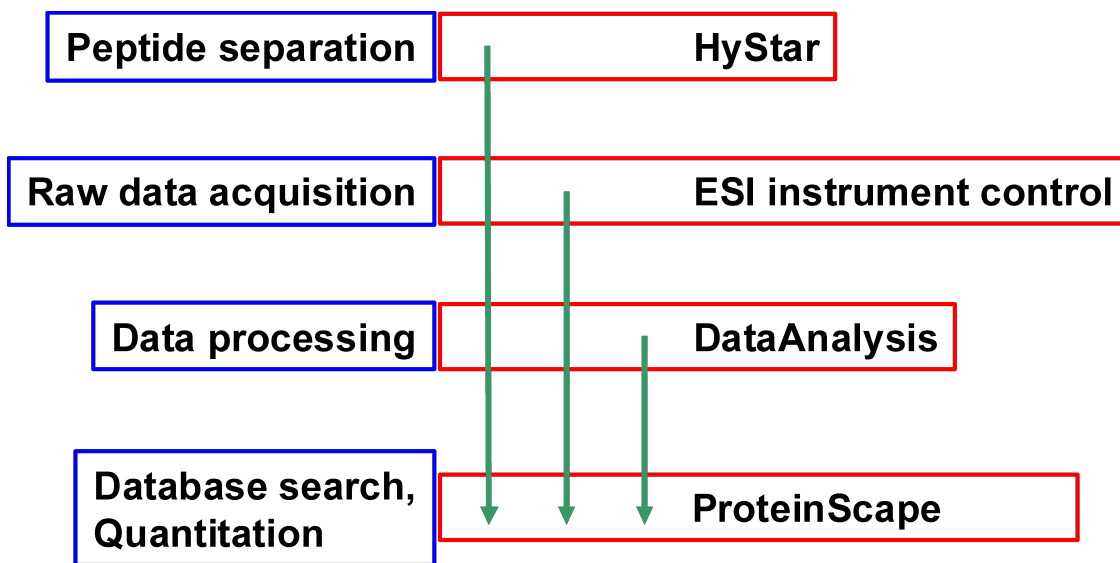 Peptide separation
HyStar
Raw data acquisition
ESI instrument control
Data processing
DataAnalysis
Database search,
Quantitation
ProteinScape